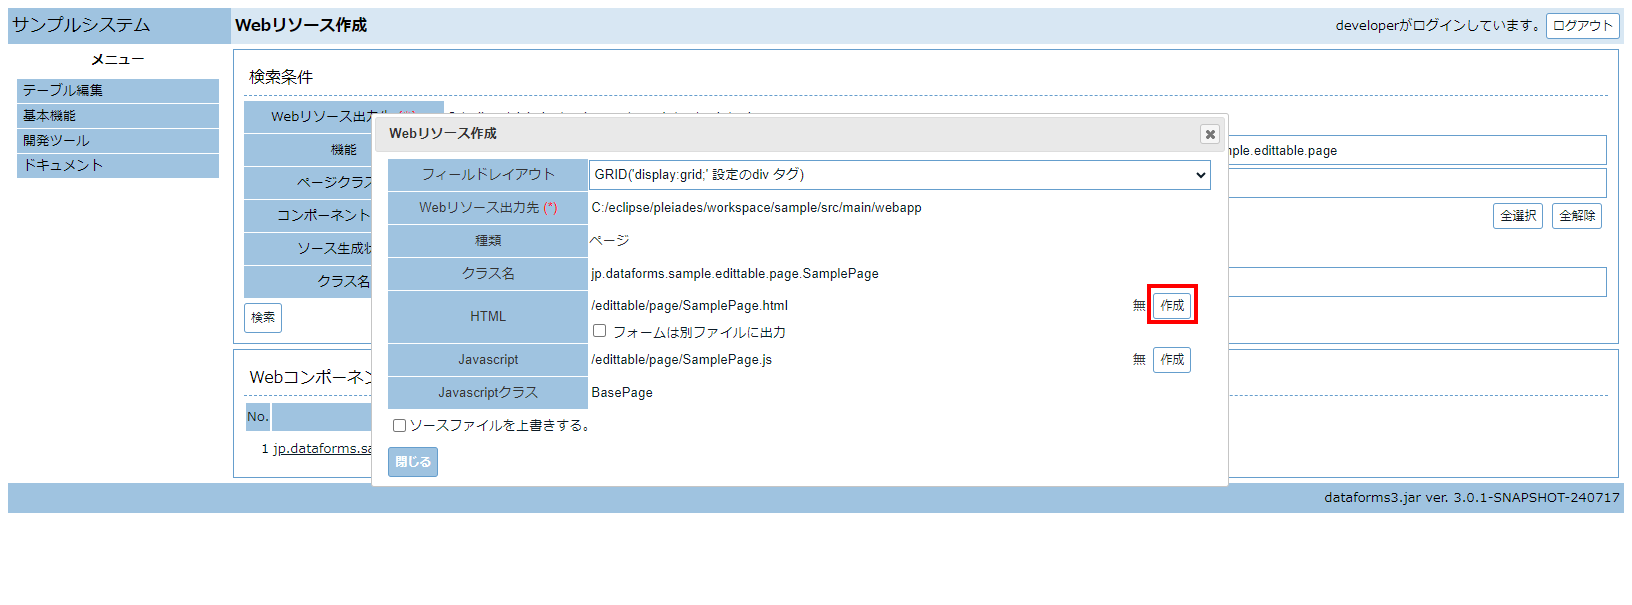 サンプルシステム
Webリソース作成
developerがログインしています。 ログアウト
メニュー
テーブル編集
基本機能
開発ツール
ドキュメント
検索条件
Webリソース出力先
機能
ple.edittable.page
ページクラス
コンポーネント
全選択 全解除
ソース生成状
クラス名
検索
Webコンポーネン
No.
1 jp.dataforms.sa
Webリソース作成
フィールドレイアウト GRID('display:grid;' 設定のdiv タグ)
Webリソース出力先 (*) C:/eclipse/pleiades/workspace/sample/src/main/webapp
種類 ページ
クラス名 jp.dataforms.sample.edittable.page.SamplePage
HTML /edittable/page/SamplePage.html 無 作成
フォームは別ファイルに出力
Javascript /edittable/page/SamplePage.js 無 作成
Javascriptクラス BasePage
ソースファイルを上書きする。
閉じる
dataforms3.jar ver. 3.0.1-SNAPSHOT-240717